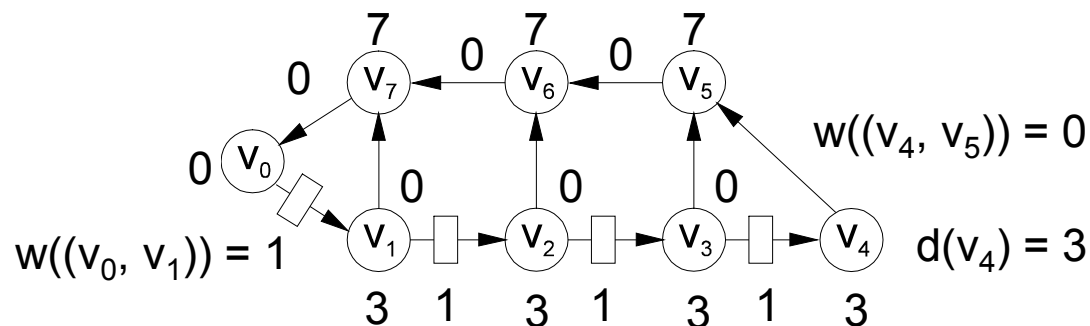 7 7 7
0 0 0
v₇ v₆ v₅
w((v₄, v₅)) = 0
0 v₀
0 0 0
v₁ v₂ v₃ v₄
w((v₀, v₁)) = 1
d(v₄) = 3
3 1 3 1 3 1 3